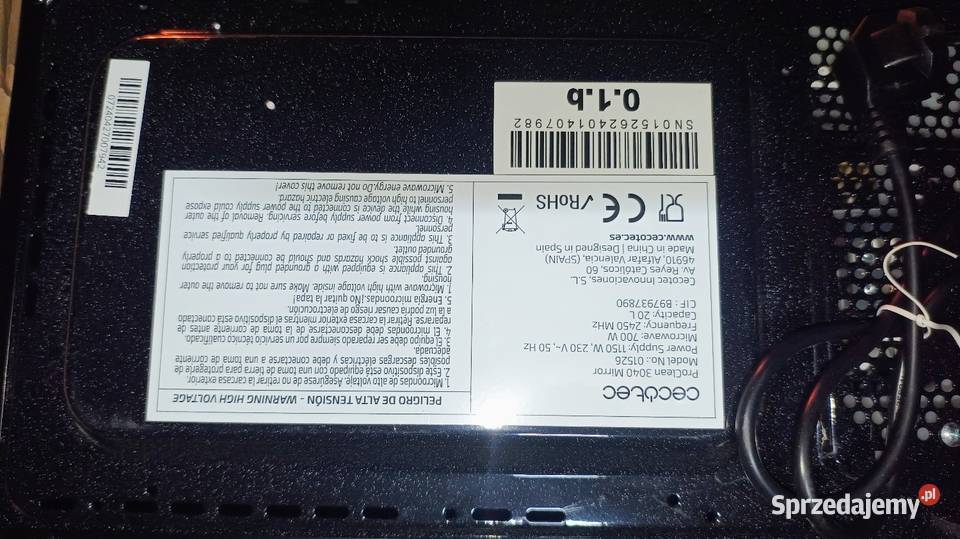 cecotec
ProClean 3040 Mirror
Model No.: 01526
Power Supply: 1150W, 230 V~, 50 Hz
Microwave: 700 W
Frequency: 2450 MHz
Capacity: 20 L
CIF: B97937890
Cecotec Innovaciones, S.L.
Av. Reyes Católicos, 60
46910, Alfafar Valencia, (SPAIN)
Made in China | Designed in Spain
www.cecotec.es
CE √RoHS
PELIGRO DE ALTA TENSIÓN - WARNING HIGH VOLTAGE
1. Microondas de alto voltaje. Asegúrese de no retirar la carcasa exterior.
2. Este dispositivo está equipado con una toma de tierra para protegerle de
posibles descargas eléctricas y debe conectarse a una toma de corriente
adecuada.
3. El equipo debe ser reparado siempre por un servicio técnico cualificado.
4. El microondas debe desconectarse de la toma de corriente antes de
repararse. Retirar la carcasa exterior mientras el dispositivo está conectado
a la luz podría causar riesgo de electrocución.
5. Energía microondas.¡No quitar la tapa!
1. Microwave with high voltage inside. Make sure not to remove the outer
housing.
2. This appliance is equipped with a grounded plug for your protection
against possible shock hazards and should be connected to a properly
grounded outlet.
3. This appliance is to be fixed or repaired by properly qualified service
personnel.
4. Disconnect from power supply before servicing. Removal of the outer
housing while the device is connected to the power supply could expose
personnel to high voltage causing electric hazard.
5. Microwave energy.Do not remove this cover!
SN015262401407982
0.1.b
07240427007942
Sprzedajemy.pl